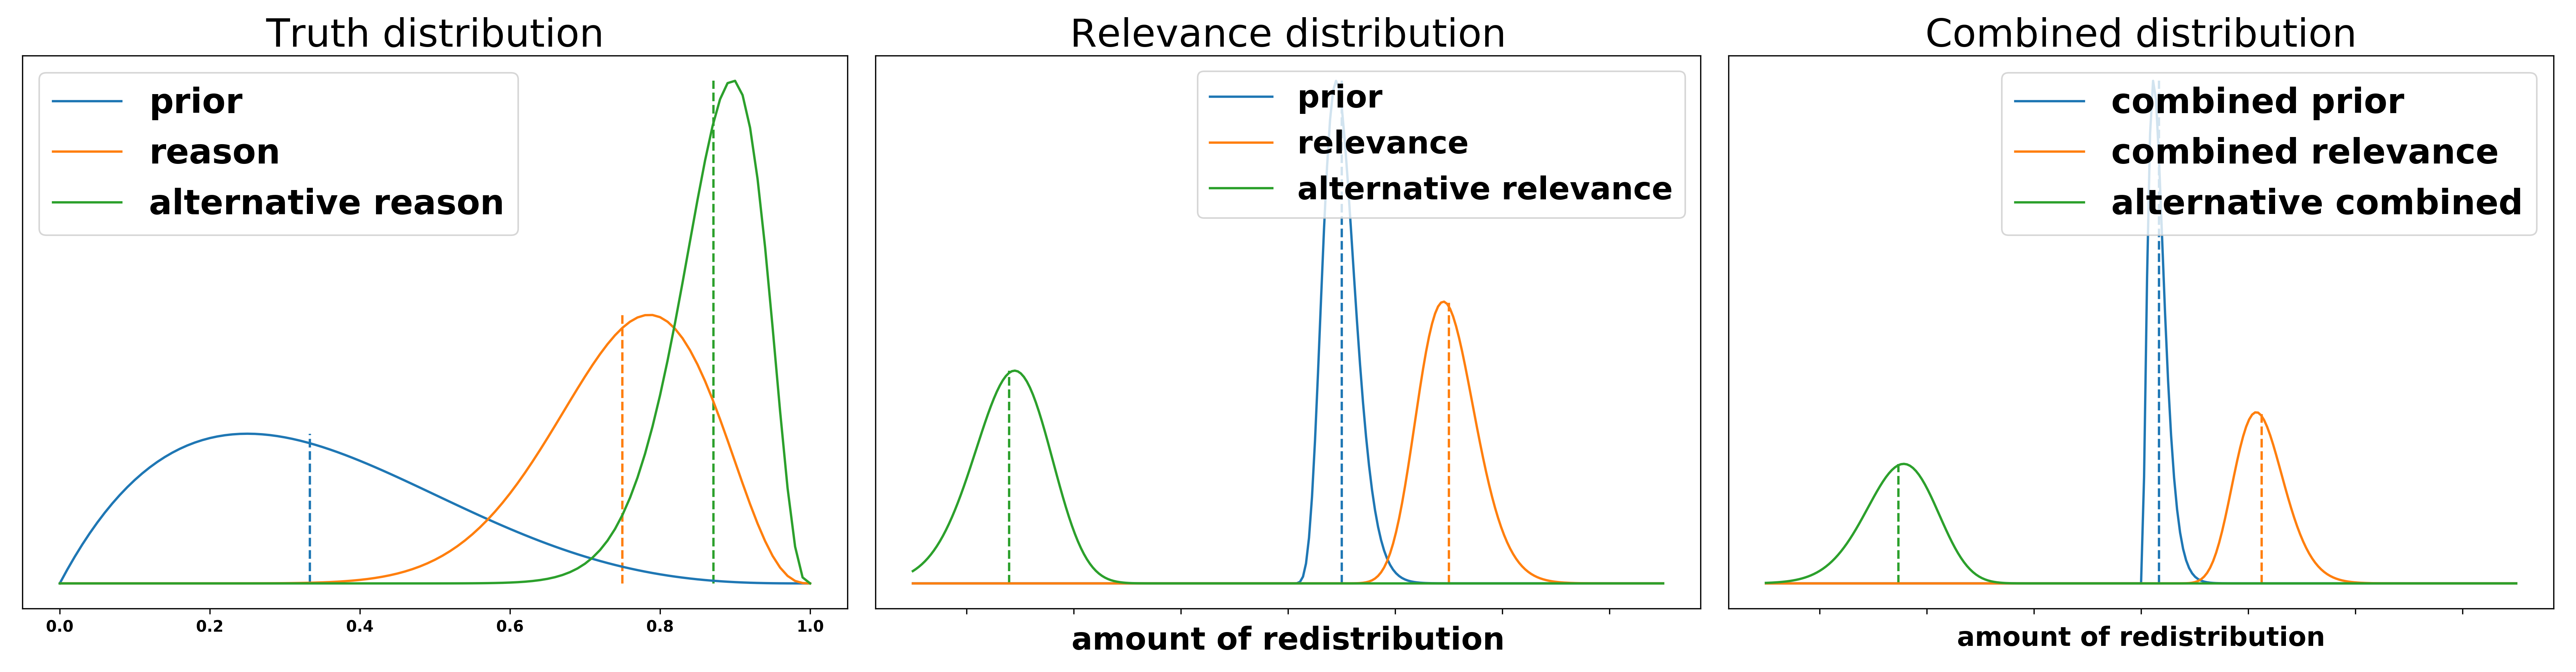 Truth distribution
prior
reason
alternative reason
0.0 0.2 0.4 0.6 0.8 1.0
Relevance distribution
prior
relevance
alternative relevance
amount of redistribution
Combined distribution
combined prior
combined relevance
alternative combined
amount of redistribution